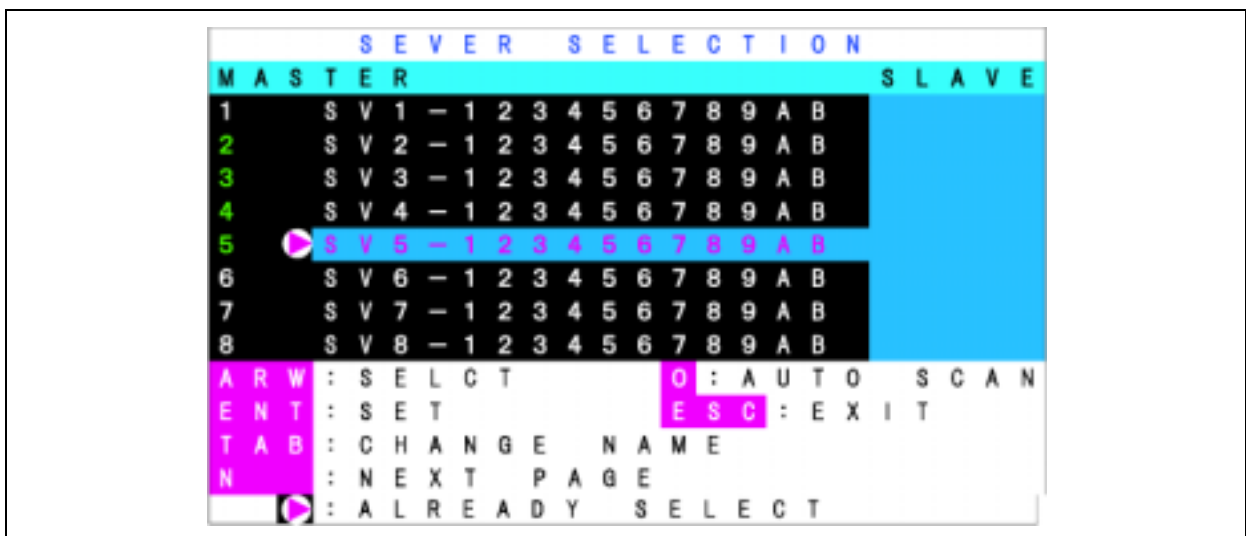 SEVER SELECTION
MASTER SLAVE
1 SV1-123456789AB
2 SV2-123456789AB
3 SV3-123456789AB
4 SV4-123456789AB
5 SV5-123456789AB
6 SV6-123456789AB
7 SV7-123456789AB
8 SV8-123456789AB
ARW:SELCT O:AUTO SCAN
ENT:SET ESC:EXIT
TAB:CHANGE NAME
N :NEXT PAGE
:ALREADY SELECT